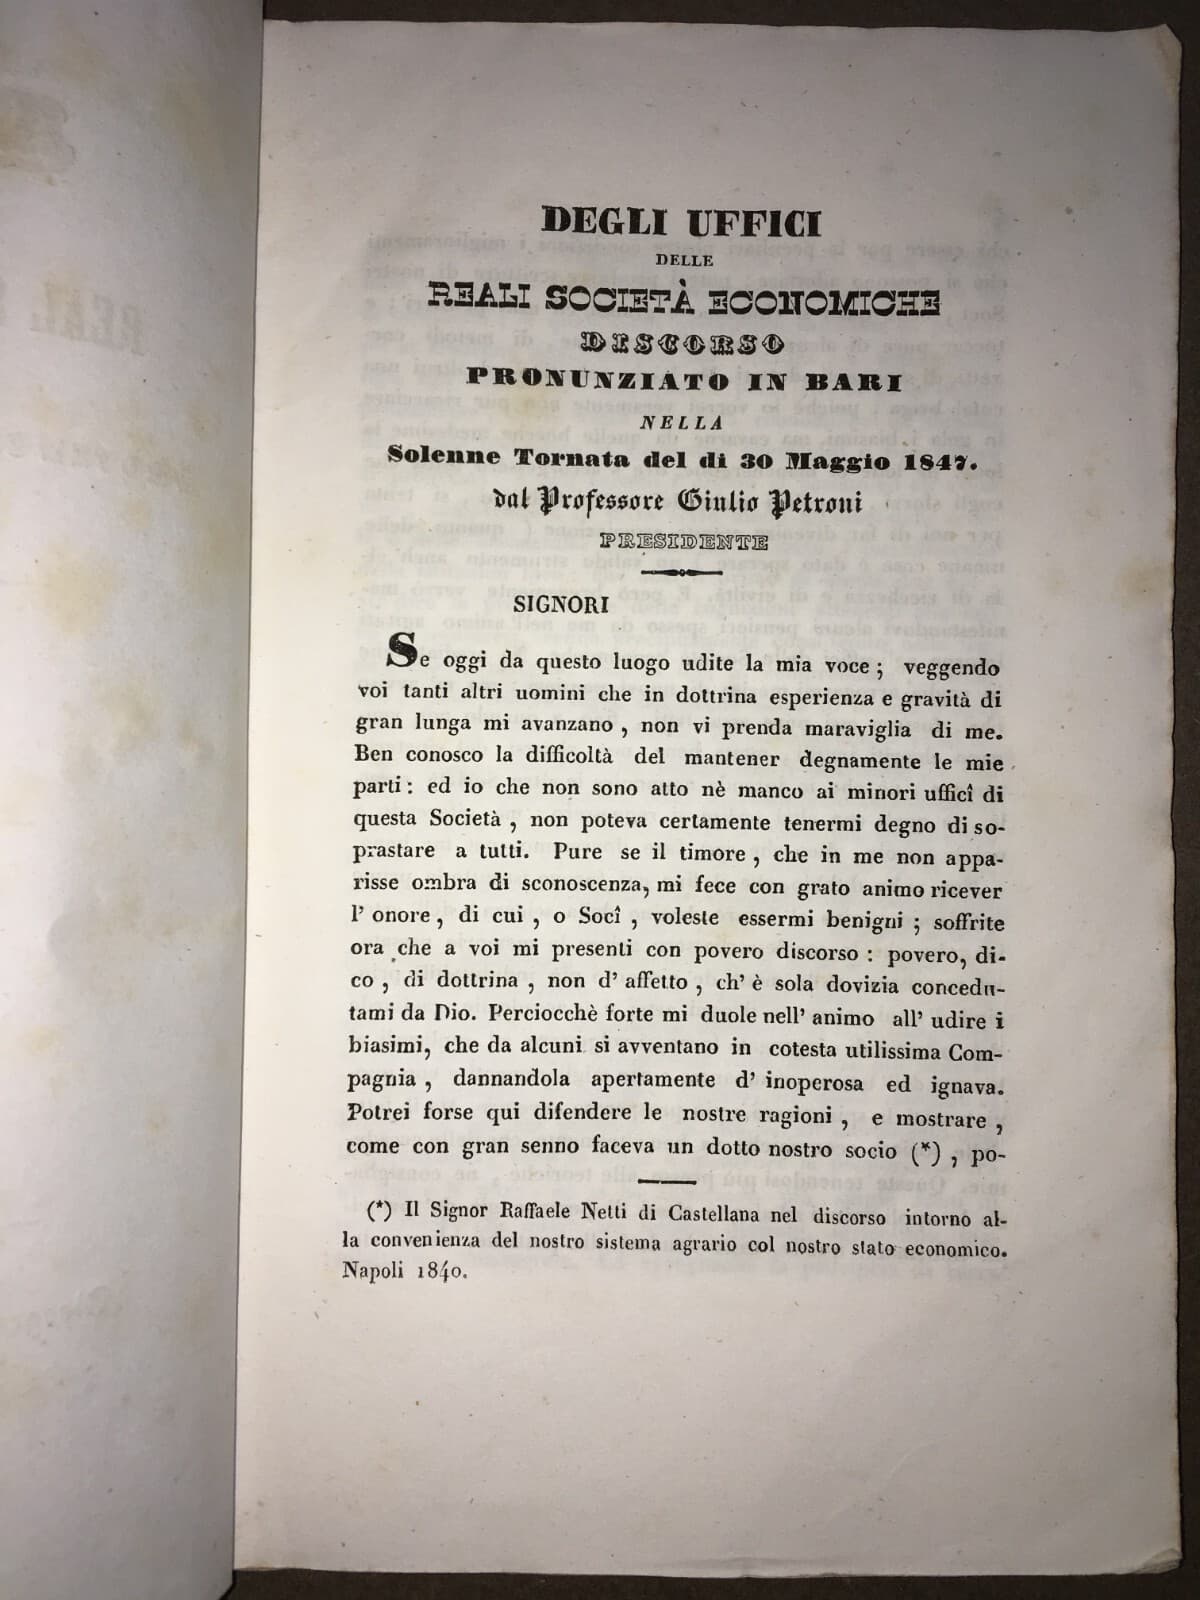 DEGLI UFFICI
DELLE
REALI SOCIETÀ ECONOMICHE
DISCORSO
PRONUNZIATO IN BARI
NELLA
Solenne Tornata del di 30 Maggio 1847.
dal Professore Giulio Petroni
PRESIDENTE
SIGNORI
Se oggi da questo luogo udite la mia voce ; veggendo
voi tanti altri uomini che in dottrina esperienza e gravità di
gran lunga mi avanzano , non vi prenda maraviglia di me.
Ben conosco la difficoltà del mantener degnamente le mie
parti : ed io che non sono atto nè manco ai minori ufficî di
questa Società , non poteva certamente tenermi degno di so-
prastare a tutti. Pure se il timore , che in me non appa-
risse ombra di sconoscenza, mi fece con grato animo ricever
l' onore, di cui , o Socî , voleste essermi benigni ; soffrite
ora che a voi mi presenti con povero discorso : povero, di-
co , di dottrina , non d' affetto , ch' è sola dovizia concedu-
tami da Dio. Perciocchè forte mi duole nell' animo all' udire i
biasimi, che da alcuni si avventano in cotesta utilissima Com-
pagnia , dannandola apertamente d' inoperosa ed ignava.
Potrei forse qui difendere le nostre ragioni , e mostrare ,
come con gran senno faceva un dotto nostro socio (*) , po-
(*) Il Signor Raffaele Netti di Castellana nel discorso intorno al-
la convenienza del nostro sistema agrario col nostro stato economico.
Napoli 1840.